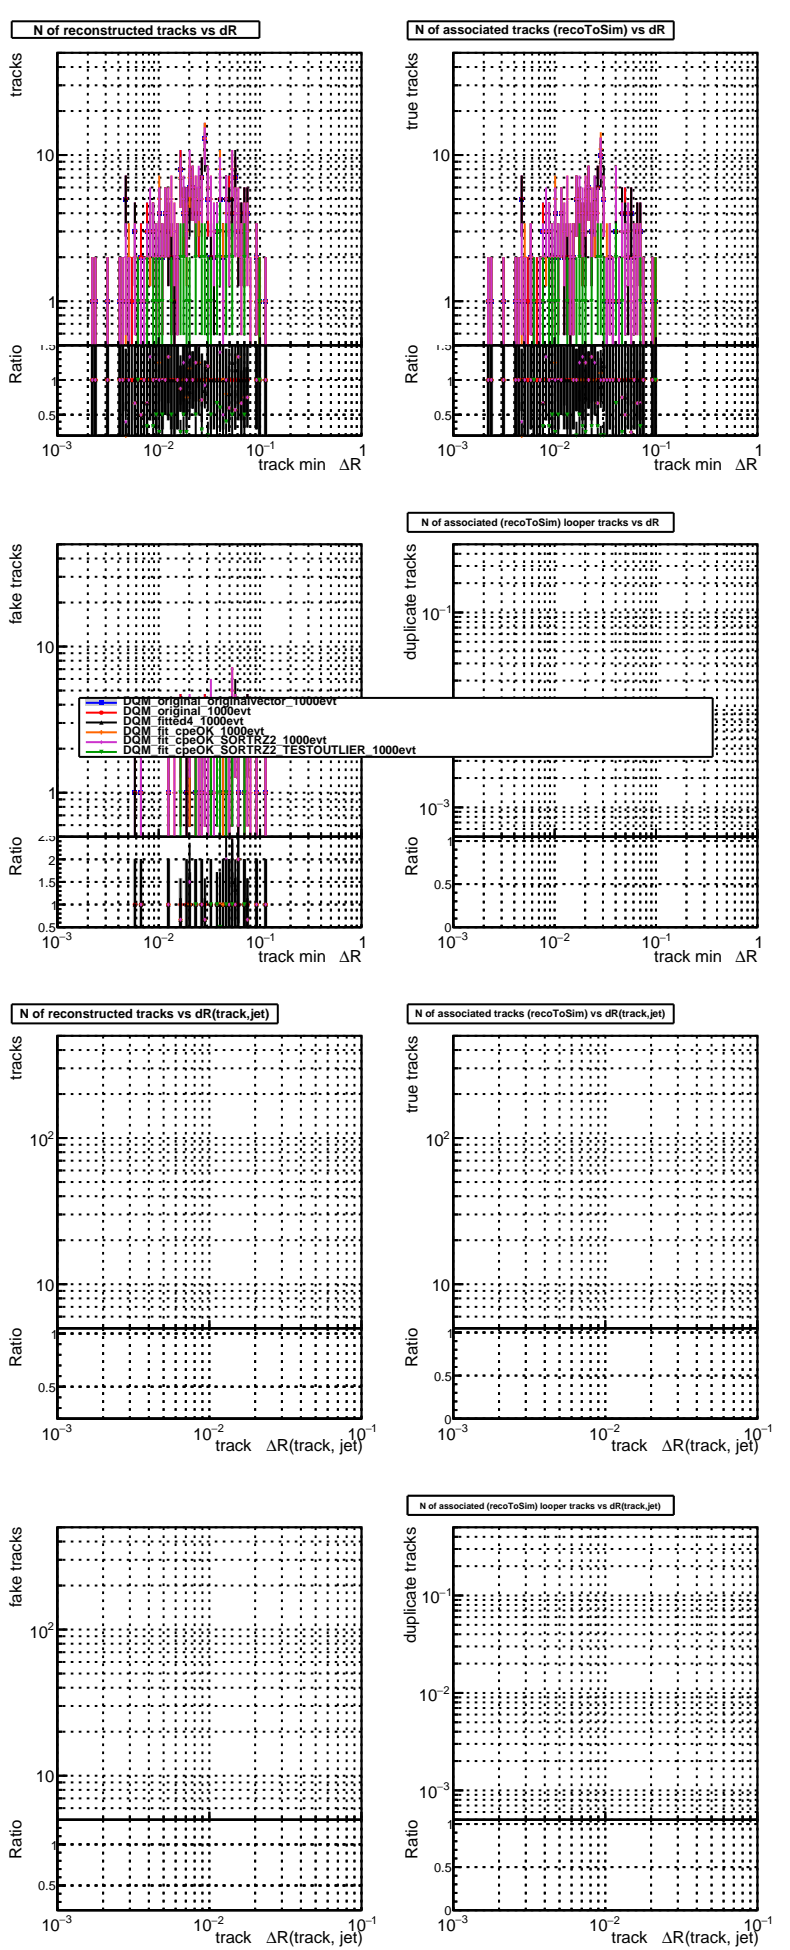 N of reconstructed tracks vs dR
N of associated tracks (recoToSim) vs dR
tracks
10
1
Ratio
1.5
1
0.5
10⁻³ 10⁻² 10⁻¹ 1
track min ΔR
true tracks
10
1
Ratio
1.5
1
0.5
10⁻³ 10⁻² 10⁻¹ 1
track min ΔR
N of associated (recoToSim) looper tracks vs dR
fake tracks
10
1
Ratio
2.5
2
1.5
1
0.5
10⁻³ 10⁻² 10⁻¹ 1
track min ΔR
duplicate tracks
10⁻¹
10⁻³
Ratio
1
0.5
0
10⁻³ 10⁻² 10⁻¹ 1
track min ΔR
DQM_original_originalvector_1000evt
DQM_original_1000evt
DQM_fitted4_1000evt
DQM_fit_cpeOK_1000evt
DQM_fit_cpeOK_SORTRZ2_1000evt
DQM_fit_cpeOK_SORTRZ2_TESTOUTLIER_1000evt
N of reconstructed tracks vs dR(track,jet)
N of associated tracks (recoToSim) vs dR(track,jet)
tracks
10²
10
Ratio
1
0.5
10⁻³ 10⁻² 10⁻¹
track ΔR(track, jet)
true tracks
10²
10
Ratio
1
0.5
0
10⁻³ 10⁻² 10⁻¹
track ΔR(track, jet)
N of associated (recoToSim) looper tracks vs dR(track,jet)
fake tracks
10²
10
Ratio
1
0.5
10⁻³ 10⁻² 10⁻¹
track ΔR(track, jet)
duplicate tracks
10⁻¹
10⁻²
10⁻³
Ratio
1
0.5
0
10⁻³ 10⁻² 10⁻¹
track ΔR(track, jet)